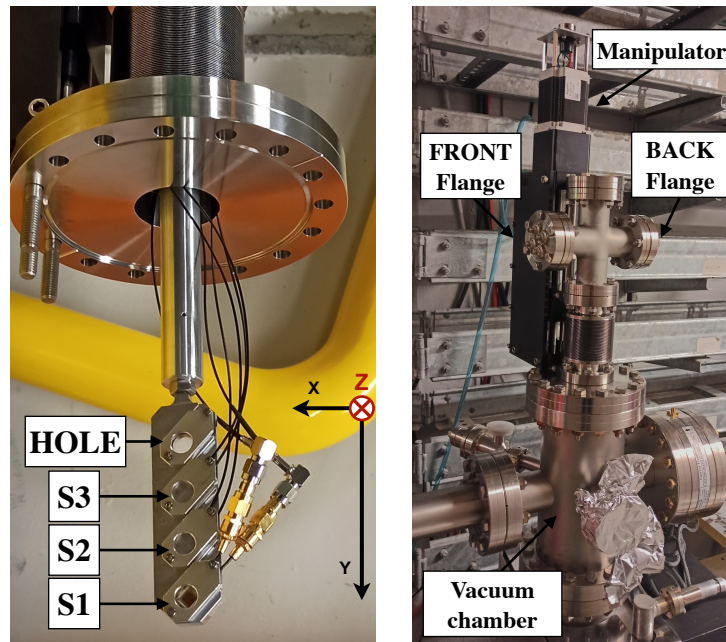 HOLE
S3
S2
S1
X
Z
Y
Manipulator
FRONT
Flange
BACK
Flange
Vacuum
chamber